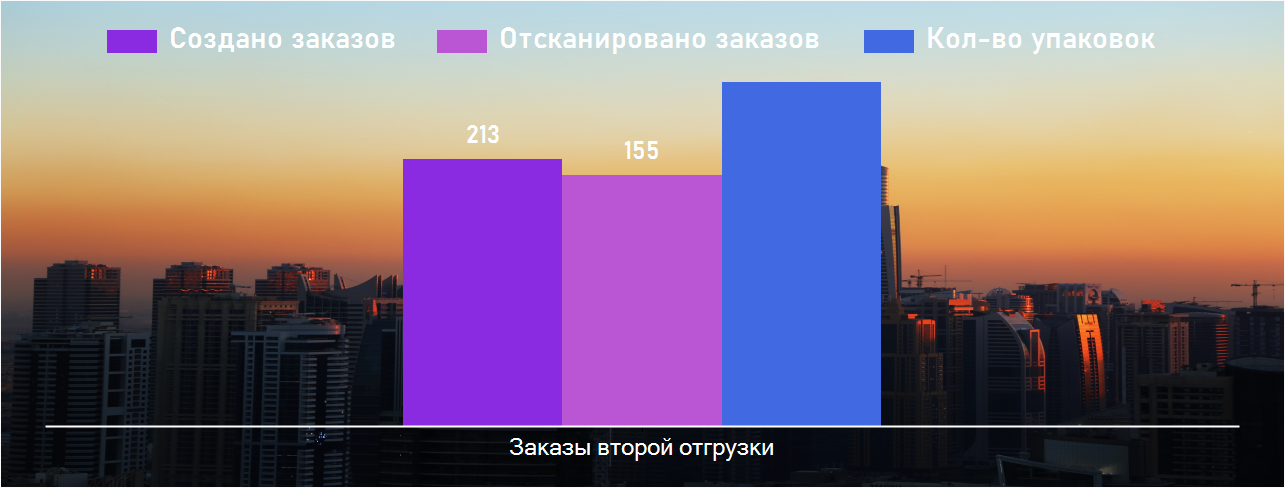 Создано заказов Отсканировано заказов Кол-во упаковок
213
155
Заказы второй отгрузки